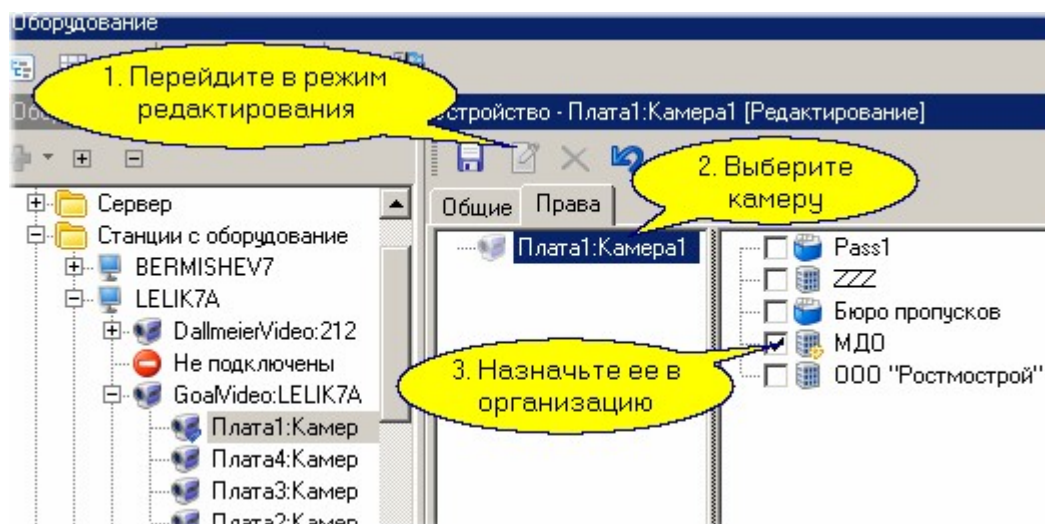 Оборудование
1. Перейдите в режим
редактирования
стройство - Плата1:Камера1 [Редактирование]
2. Выберите
камеру
Общие
Права
Сервер
Станции с оборудование
BERMISHEV7
LELIK7A
DallmeierVideo:212
Не подключены
GoalVideo:LELIK7A
Плата1:Камер
Плата4:Камер
Плата3:Камер
Плата2:Камер
Плата1:Камера1
3. Назначьте ее в
организацию
Pass1
ZZZ
Бюро пропусков
МДО
ООО "Ростмострой"